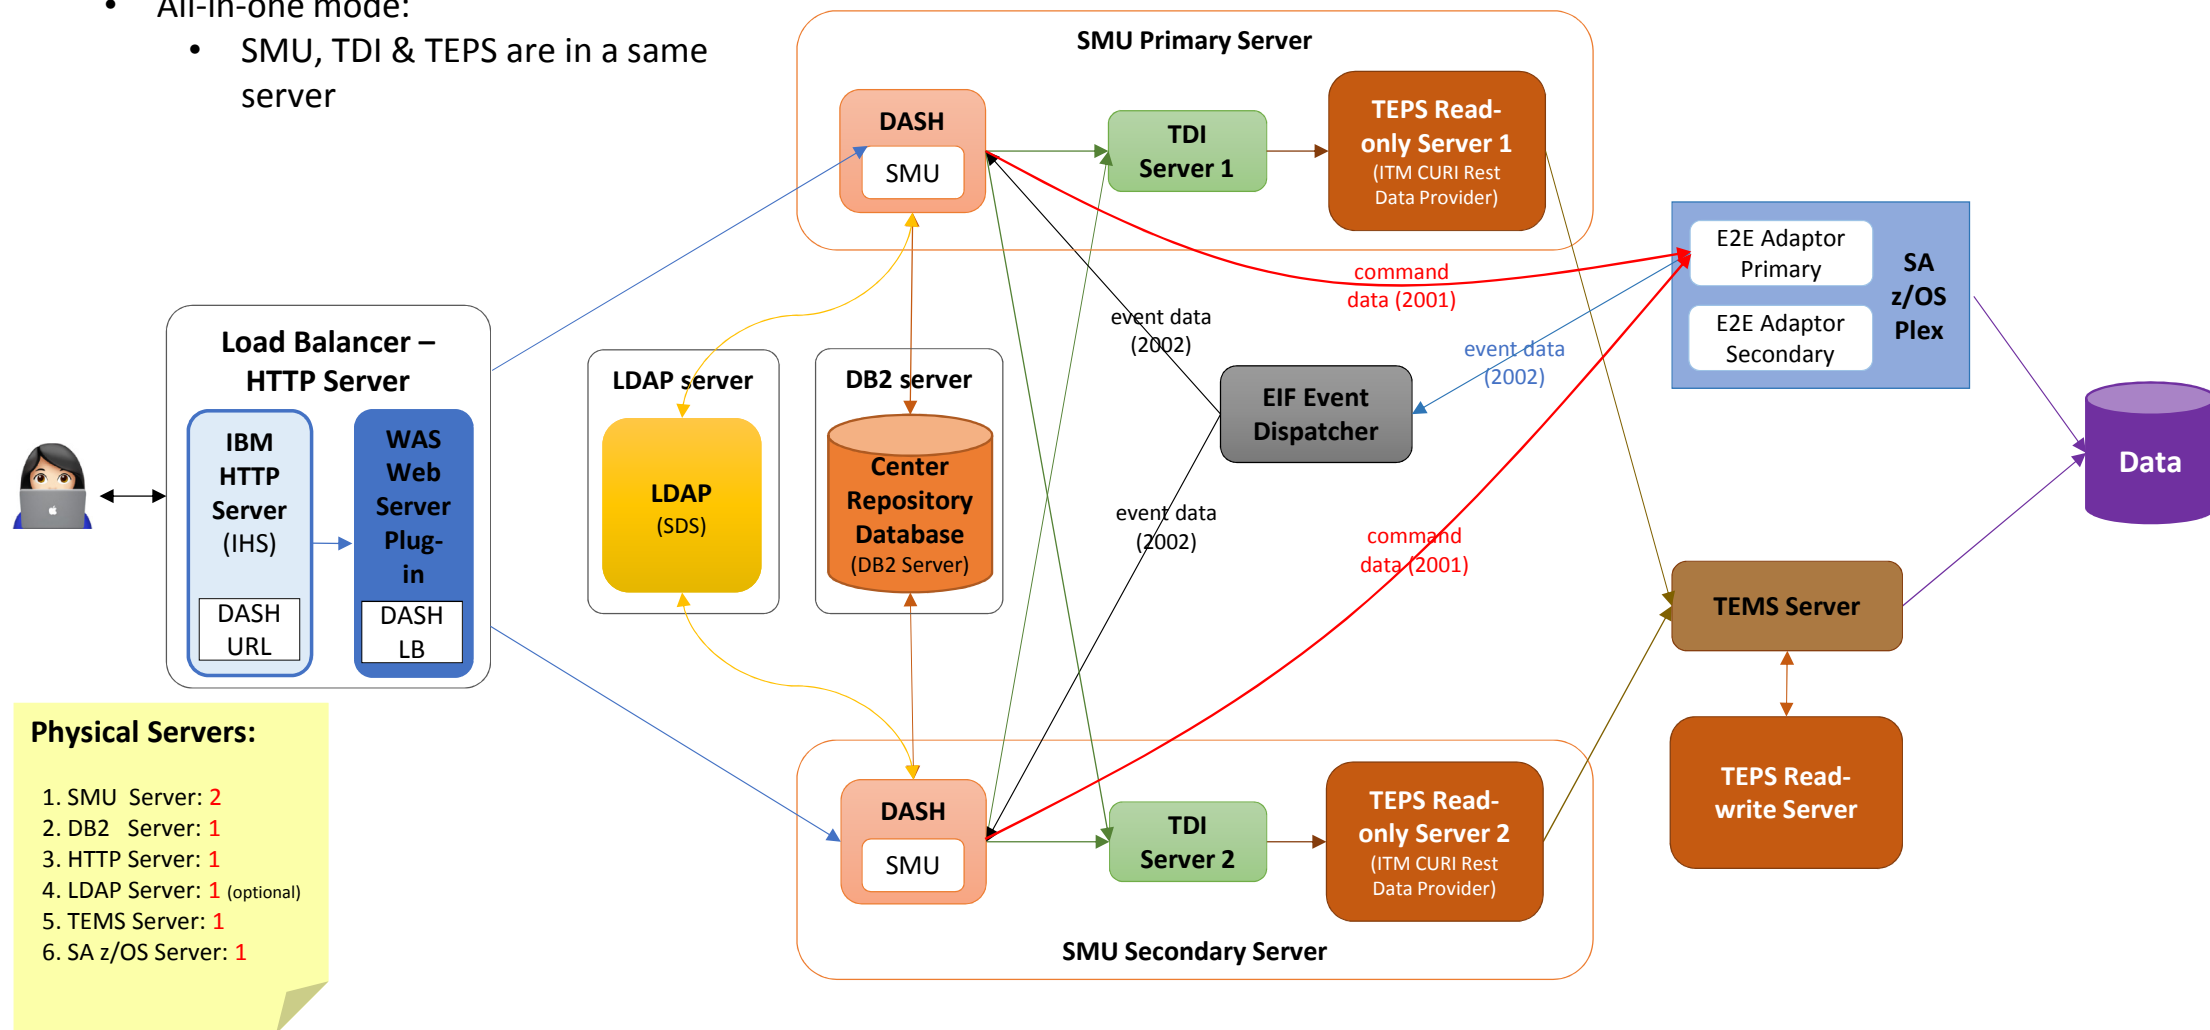 • All-in-one mode:
• SMU, TDI & TEPS are in a same
server
SMU Primary Server
DASH
SMU
TDI
Server 1
TEPS Read-
only Server 1
(ITM CURI Rest
Data Provider)
E2E Adaptor
Primary
E2E Adaptor
Secondary
SA
z/OS
Plex
command
data (2001)
event data
(2002)
event data
(2002)
Load Balancer –
HTTP Server
IBM
HTTP
Server
(IHS)
DASH
URL
WAS
Web
Server
Plug-
in
DASH
LB
LDAP server
LDAP
(SDS)
DB2 server
Center
Repository
Database
(DB2 Server)
EIF Event
Dispatcher
Data
event data
(2002)
command
data (2001)
TEMS Server
TEPS Read-
write Server
Physical Servers:
1. SMU Server: 2
2. DB2 Server: 1
3. HTTP Server: 1
4. LDAP Server: 1 (optional)
5. TEMS Server: 1
6. SA z/OS Server: 1
DASH
SMU
TDI
Server 2
TEPS Read-
only Server 2
(ITM CURI Rest
Data Provider)
SMU Secondary Server